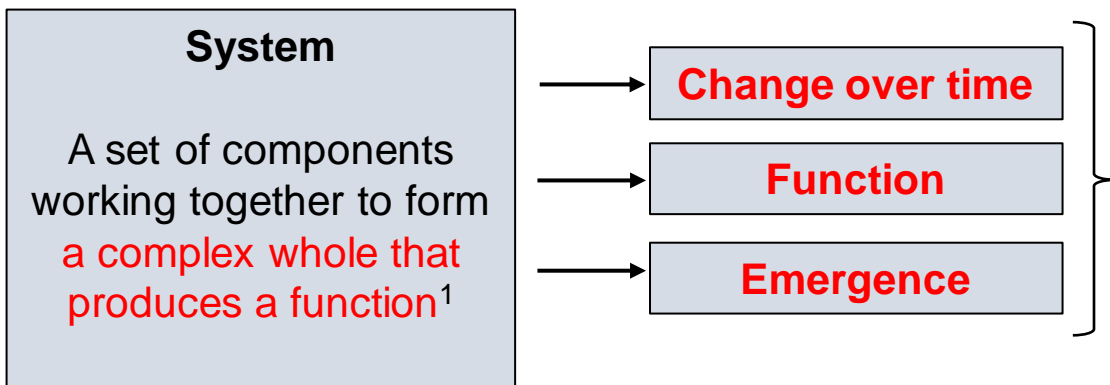 System
A set of components
working together to form
a complex whole that
produces a function1
Change over time
Function
Emergence